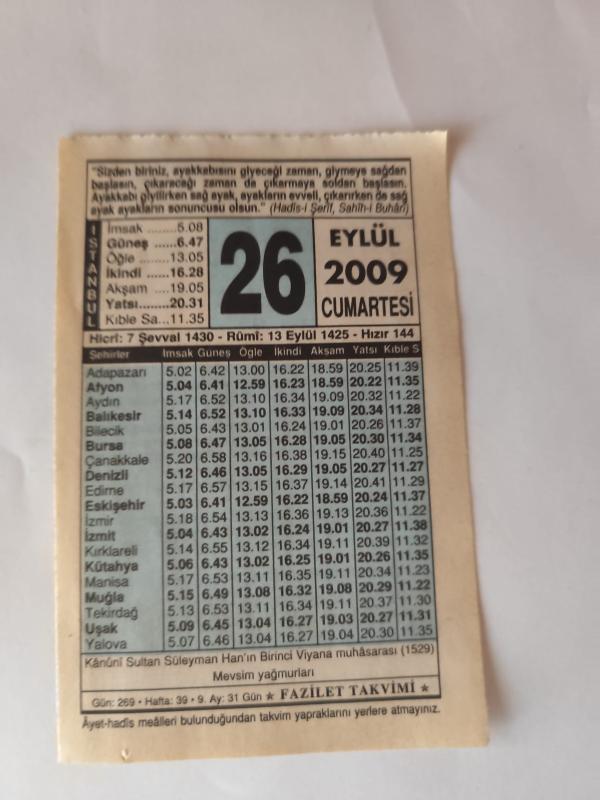 "Sizden biriniz, ayakkabısını giyeceği zaman, giymeye sağdan
başlasın, çıkaracağı zaman da çıkarmaya soldan başlasın.
Ayakkabı giyilirken sağ ayak, ayakların evveli, çıkarırken de sağ
ayak ayakların sonuncusu olsun." (Hadîs-i Şerîf, Sahîh-i Buhârî)
İSTANBUL
İmsak ........5.08
Güneş ......6.47
Öğle ........13.05
İkindi ......16.28
Akşam ....19.05
Yatsı........20.31
Kıble Sa...11.35
26
EYLÜL
2009
CUMARTESİ
Hicrî: 7 Şevval 1430 - Rûmî: 13 Eylül 1425 - Hızır 144
Şehirler İmsak Güneş Öğle İkindi Akşam Yatsı Kıble S
Adapazarı 5.02 6.42 13.00 16.22 18.59 20.25 11.39
Afyon 5.04 6.41 12.59 16.23 18.59 20.22 11.35
Aydın 5.17 6.52 13.10 16.34 19.09 20.32 11.22
Balıkesir 5.14 6.52 13.10 16.33 19.09 20.34 11.28
Bilecik 5.05 6.43 13.01 16.24 19.01 20.26 11.37
Bursa 5.08 6.47 13.05 16.28 19.05 20.30 11.34
Çanakkale 5.20 6.58 13.16 16.38 19.15 20.40 11.25
Denizli 5.12 6.46 13.05 16.29 19.05 20.27 11.27
Edirne 5.17 6.57 13.15 16.37 19.14 20.41 11.29
Eskişehir 5.03 6.41 12.59 16.22 18.59 20.24 11.37
İzmir 5.18 6.54 13.13 16.36 19.13 20.36 11.22
İzmit 5.04 6.43 13.02 16.24 19.01 20.27 11.38
Kırklareli 5.14 6.55 13.12 16.34 19.11 20.39 11.32
Kütahya 5.06 6.43 13.02 16.25 19.01 20.26 11.35
Manisa 5.17 6.53 13.11 16.35 19.11 20.34 11.23
Muğla 5.15 6.49 13.08 16.32 19.08 20.29 11.22
Tekirdağ 5.13 6.53 13.11 16.34 19.11 20.37 11.30
Uşak 5.09 6.45 13.04 16.27 19.03 20.27 11.31
Yalova 5.07 6.46 13.04 16.27 19.04 20.30 11.35
Kânûnî Sultan Süleyman Han'ın Birinci Viyana muhâsarası (1529)
Mevsim yağmurları
Gün: 269 • Hafta: 39 • 9. Ay: 31 Gün ★ FAZİLET TAKVİMİ ★
Âyet-hadîs meâlleri bulunduğundan takvim yapraklarını yerlere atmayınız.